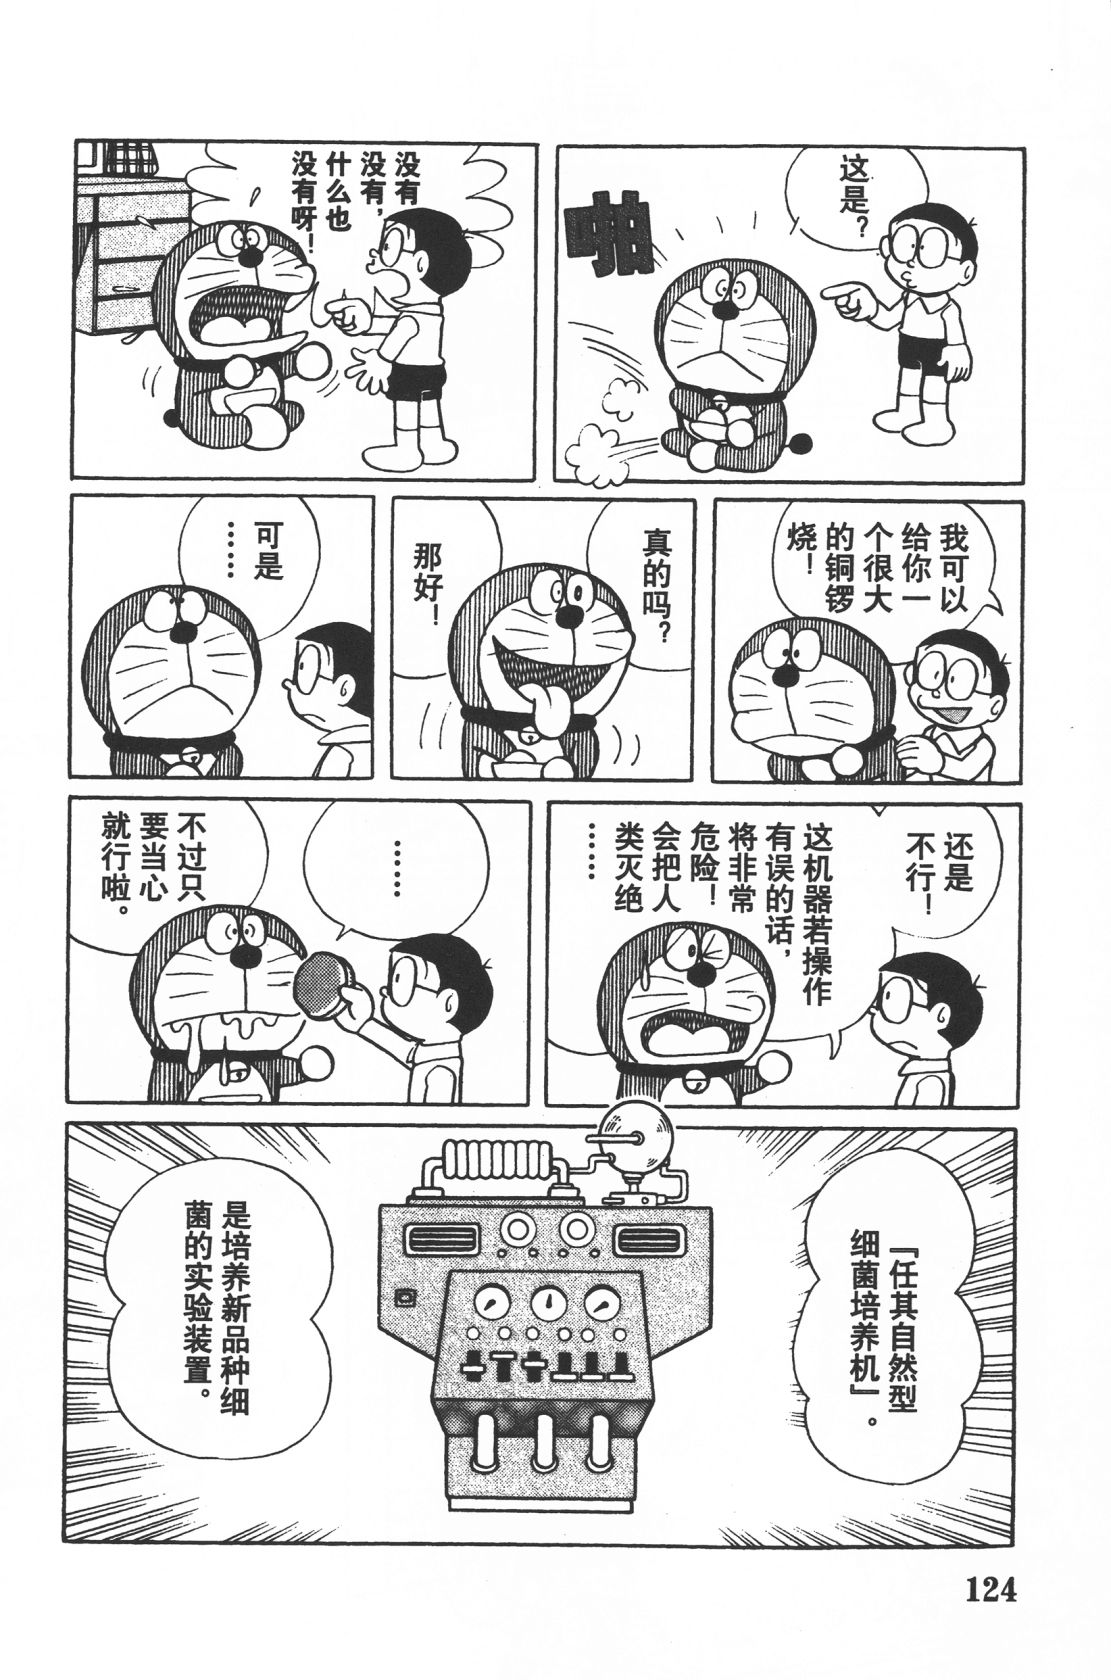 这是？
啪
没有
没有，
什么也
没有呀！
我可以
给你一
个很大
的铜锣
烧！
真的吗？
那好！
可是
……
还是
不行！
这机器若操作
有误的话，
将非常
危险！
会把人
类灭绝
……
……
不过只
要当心
就行啦。
『任其自然型
细菌培养机』。
是培养新品种细
菌的实验装置。
124